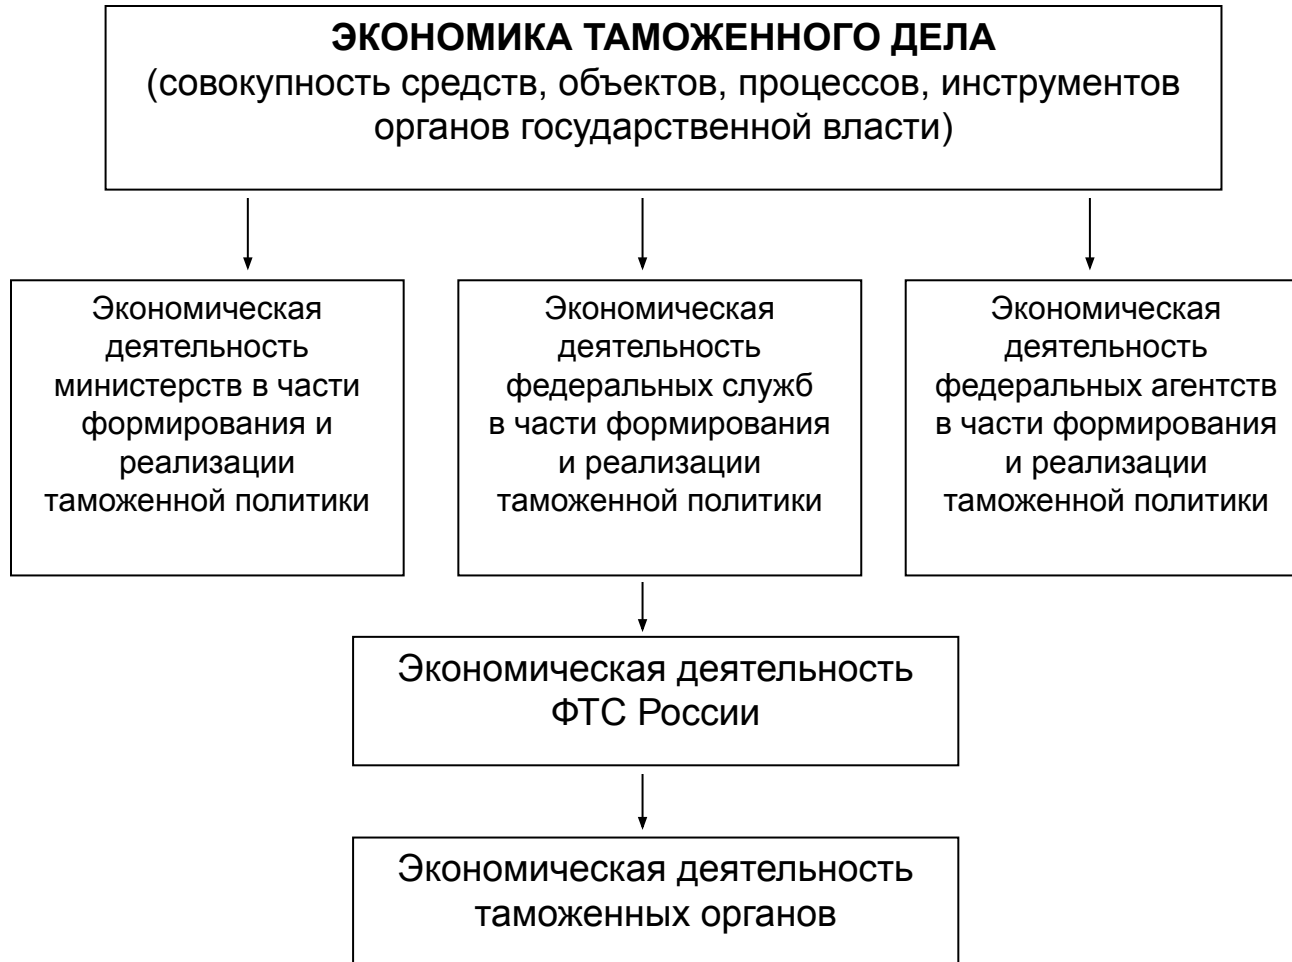 ЭКОНОМИКА ТАМОЖЕННОГО ДЕЛА
(совокупность средств, объектов, процессов, инструментов
органов государственной власти)
Экономическая
деятельность
министерств в части
формирования и
реализации
таможенной политики
Экономическая
деятельность
федеральных служб
в части формирования
и реализации
таможенной политики
Экономическая
деятельность
федеральных агентств
в части формирования
и реализации
таможенной политики
Экономическая деятельность
ФТС России
Экономическая деятельность
таможенных органов